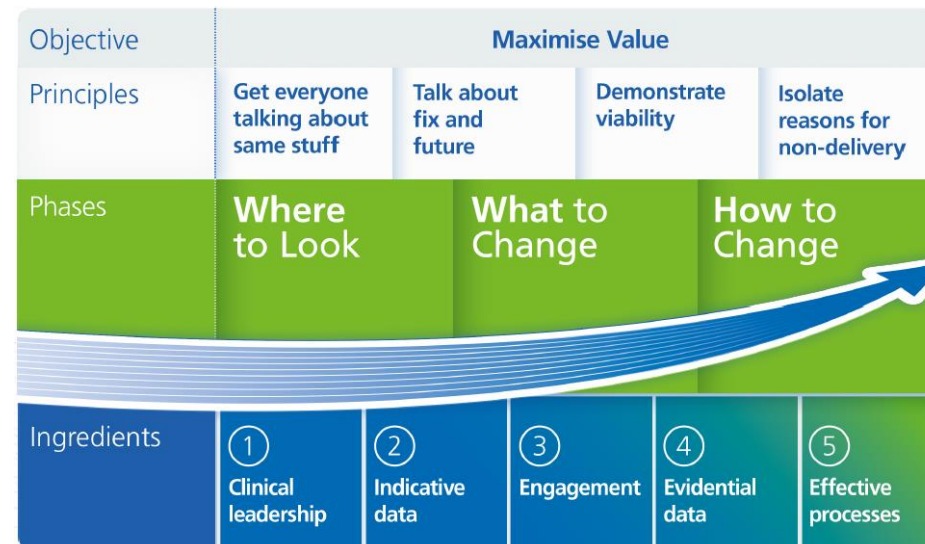 Objective
Maximise Value
Principles
Get everyone
talking about
same stuff
Talk about
fix and
future
Demonstrate
viability
Isolate
reasons for
non-delivery
Phases
Where
to Look
What to
Change
How to
Change
Ingredients
1
Clinical
leadership
2
Indicative
data
3
Engagement
4
Evidential
data
5
Effective
processes